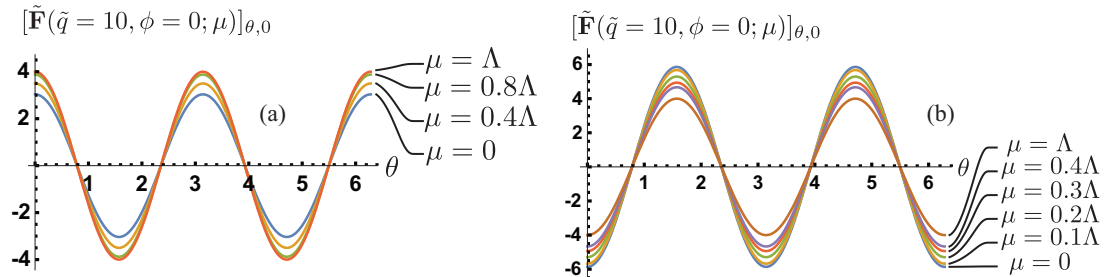 [F̃(q̃ = 10, ϕ = 0; μ)]θ,0
4
2
-2
-4
1 2 3 4 5 6
θ
(a)
μ = Λ
μ = 0.8Λ
μ = 0.4Λ
μ = 0
[F̃(q̃ = 10, ϕ = 0; μ)]θ,0
6
4
2
-2
-4
-6
1 2 3 4 5 6
θ
(b)
μ = Λ
μ = 0.4Λ
μ = 0.3Λ
μ = 0.2Λ
μ = 0.1Λ
μ = 0